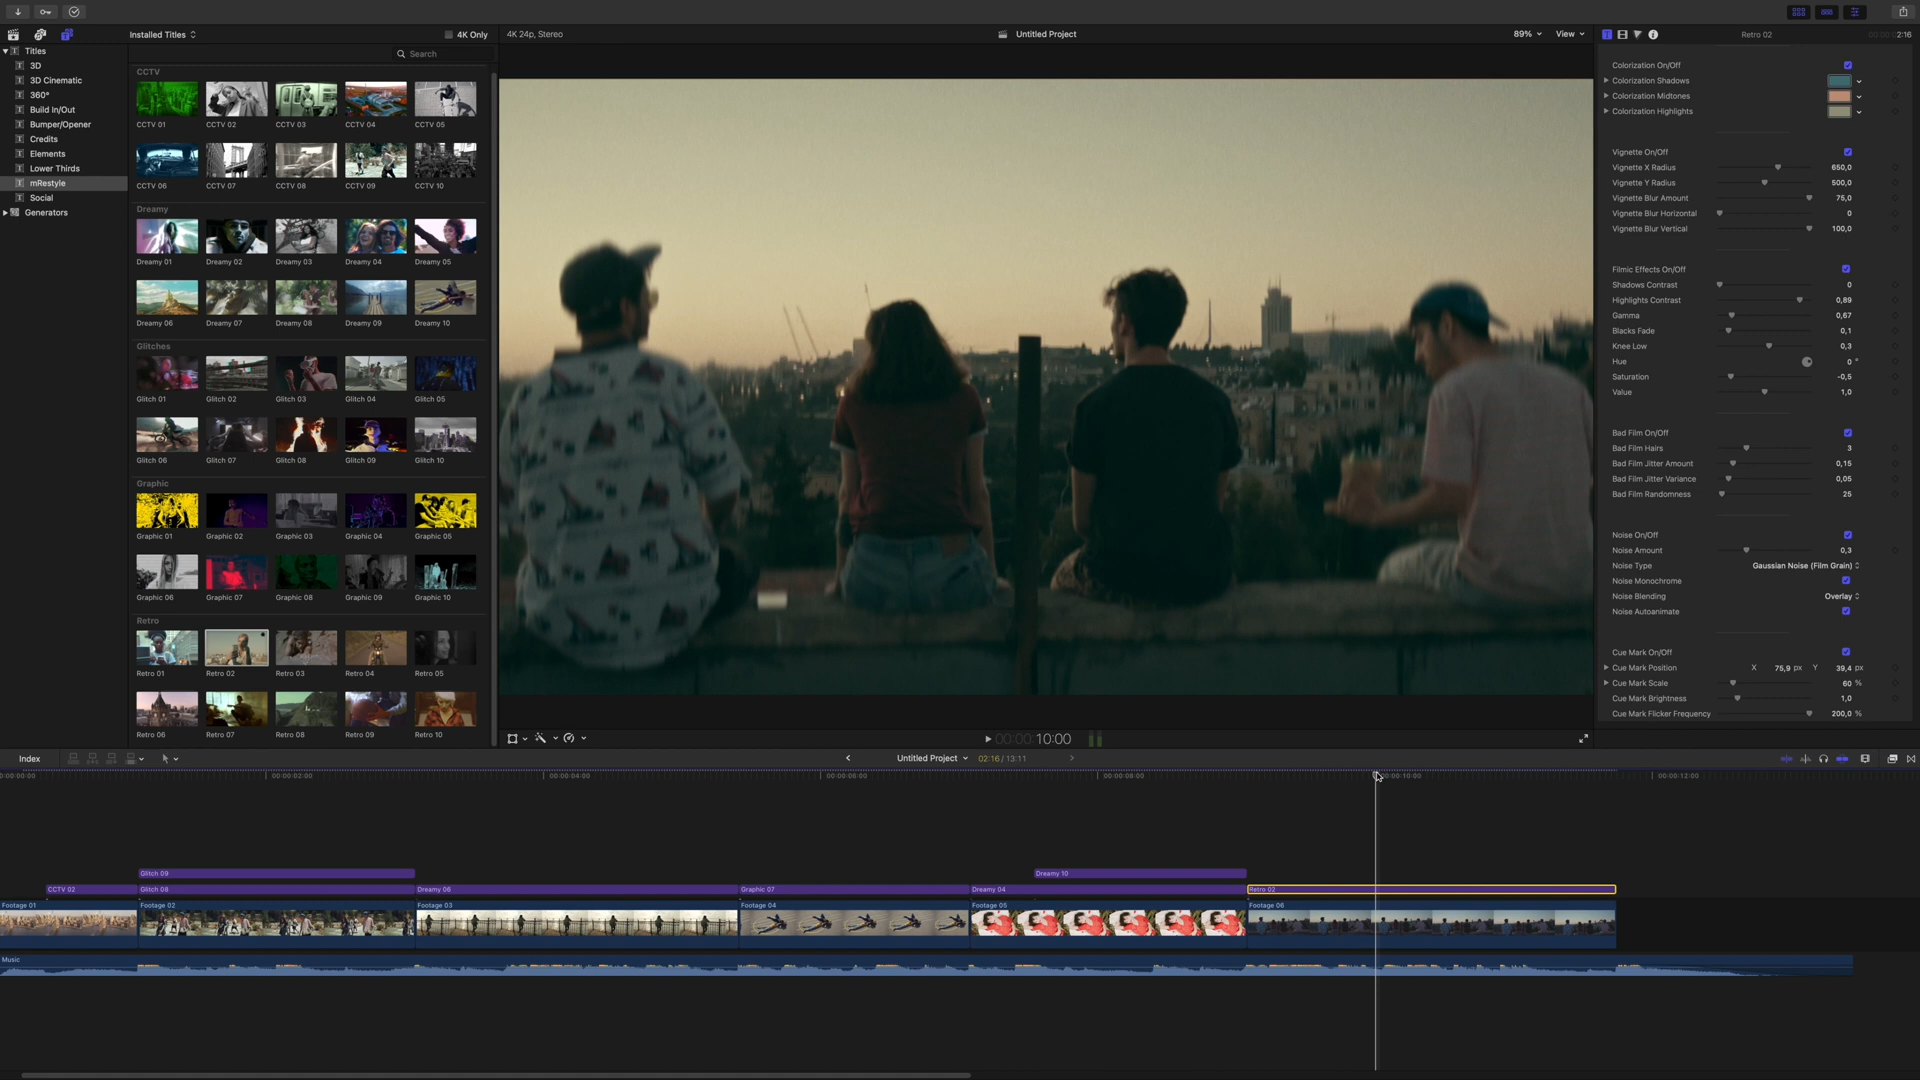 Installed Titles
4K Only
4K 24p, Stereo
Untitled Project
89%
View
Retro 02
2:16
Search
Titles
3D
3D Cinematic
360°
Build In/Out
Bumper/Opener
Credits
Elements
Lower Thirds
mRestyle
Social
Generators
CCTV
CCTV 01 CCTV 02 CCTV 03 CCTV 04 CCTV 05
CCTV 06 CCTV 07 CCTV 08 CCTV 09 CCTV 10
Dreamy
Dreamy 01 Dreamy 02 Dreamy 03 Dreamy 04 Dreamy 05
Dreamy 06 Dreamy 07 Dreamy 08 Dreamy 09 Dreamy 10
Glitches
Glitch 01 Glitch 02 Glitch 03 Glitch 04 Glitch 05
Glitch 06 Glitch 07 Glitch 08 Glitch 09 Glitch 10
Graphic
Graphic 01 Graphic 02 Graphic 03 Graphic 04 Graphic 05
Graphic 06 Graphic 07 Graphic 08 Graphic 09 Graphic 10
Retro
Retro 01 Retro 02 Retro 03 Retro 04 Retro 05
Retro 06 Retro 07 Retro 08 Retro 09 Retro 10
Colorization On/Off
Colorization Shadows
Colorization Midtones
Colorization Highlights
Vignette On/Off
Vignette X Radius 650,0
Vignette Y Radius 500,0
Vignette Blur Amount 75,0
Vignette Blur Horizontal 0
Vignette Blur Vertical 100,0
Filmic Effects On/Off
Shadows Contrast 0
Highlights Contrast 0,89
Gamma 0,67
Blacks Fade 0,1
Knee Low 0,3
Hue 0 °
Saturation -0,5
Value 1,0
Bad Film On/Off
Bad Film Hairs 3
Bad Film Jitter Amount 0,15
Bad Film Jitter Variance 0,05
Bad Film Randomness 25
Noise On/Off
Noise Amount 0,3
Noise Type Gaussian Noise (Film Grain)
Noise Monochrome
Noise Blending Overlay
Noise Autoanimate
Cue Mark On/Off
Cue Mark Position X 75,9 px Y 39,4 px
Cue Mark Scale 60 %
Cue Mark Brightness 1,0
Cue Mark Flicker Frequency 200,0 %
00:00:10:00
Index
Untitled Project
02:16 / 13:11
0:00:00:00 00:00:02:00 00:00:04:00 00:00:06:00 00:00:08:00 00:00:10:00 00:00:12:00
Glitch 09 Dreamy 10
CCTV 02 Glitch 08 Dreamy 06 Graphic 07 Dreamy 04 Retro 02
Footage 01 Footage 02 Footage 03 Footage 04 Footage 05 Footage 06
Music